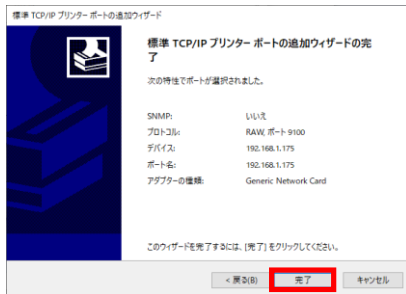 標準 TCP/IP プリンター ポートの追加ウィザード
標準 TCP/IP プリンター ポートの追加ウィザードの完
了
次の特性でポートが選択されました。
SNMP: いいえ
プロトコル: RAW, ポート 9100
デバイス: 192.168.1.175
ポート名: 192.168.1.175
アダプターの種類: Generic Network Card
このウィザードを完了するには、[完了] をクリックしてください。
< 戻る(B) 完了 キャンセル